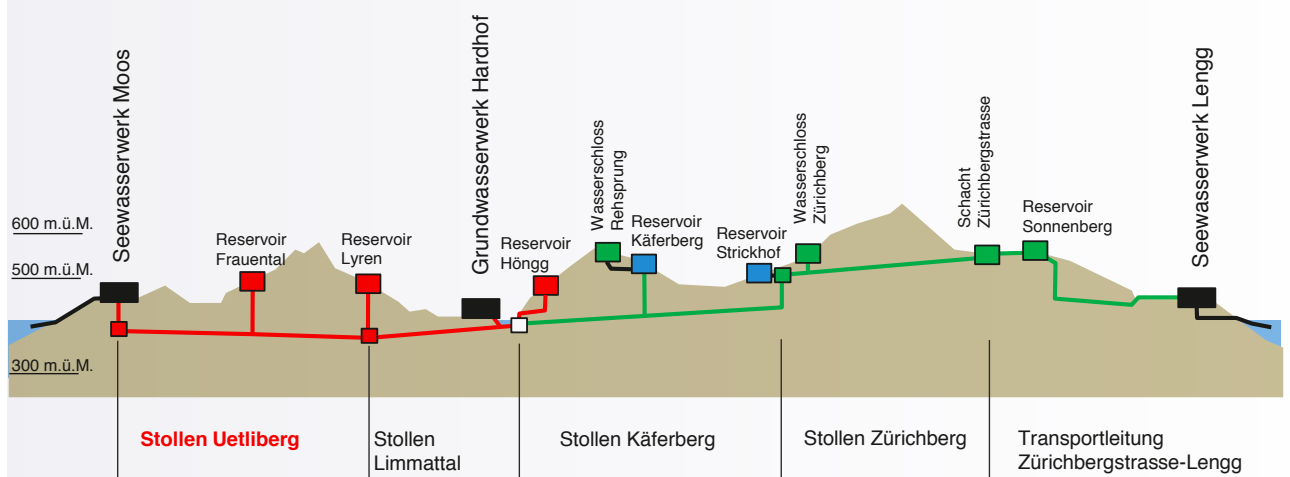 Seewasserwerk Moos
Grundwasserwerk Hardhof
Wasserschloss
Rehsprung
Wasserschloss
Zürichberg
Schacht
Zürichbergstrasse
Seewasserwerk Lengg
600 m.ü.M.
500 m.ü.M.
300 m.ü.M.
Reservoir
Frauental
Reservoir
Lyren
Reservoir
Höngg
Reservoir
Käferberg
Reservoir
Strickhof
Reservoir
Sonnenberg
Stollen Uetliberg
Stollen
Limmattal
Stollen Käferberg
Stollen Zürichberg
Transportleitung
Zürichbergstrasse-Lengg